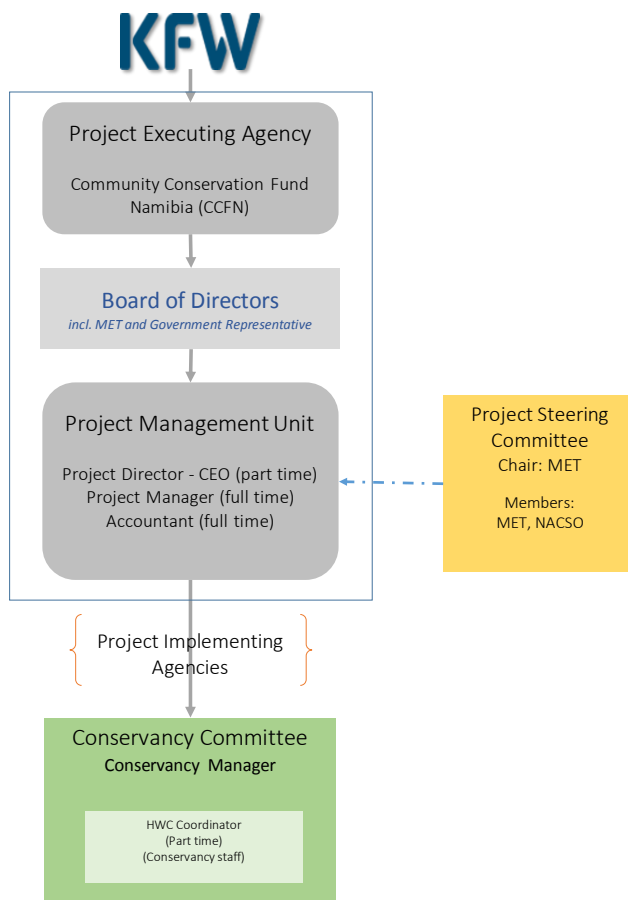 KFW
Project Executing Agency
Community Conservation Fund
Namibia (CCFN)
Board of Directors
incl. MET and Government Representative
Project Management Unit
Project Director - CEO (part time)
Project Manager (full time)
Accountant (full time)
Project Steering
Committee
Chair: MET
Members:
MET, NACSO
Project Implementing
Agencies
Conservancy Committee
Conservancy Manager
HWC Coordinator
(Part time)
(Conservancy staff)